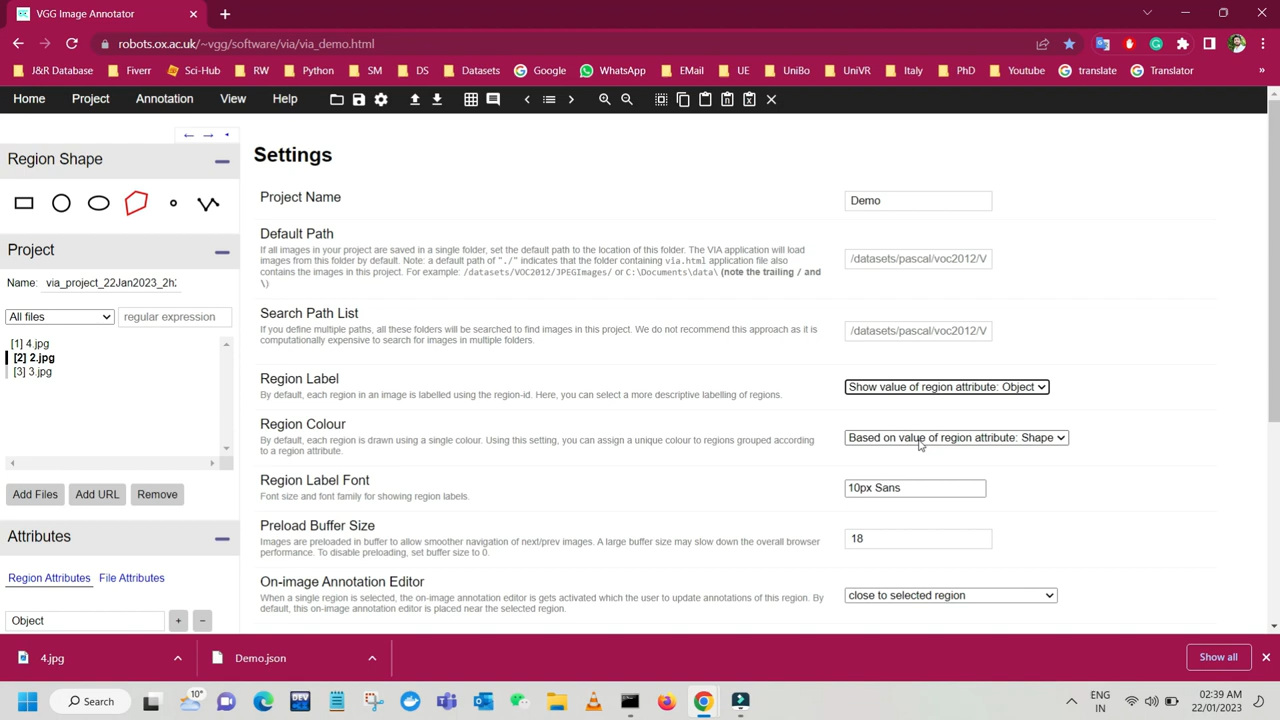 VGG Image Annotator
robots.ox.ac.uk/~vgg/software/via/via_demo.html
J&R Database Fiverr Sci-Hub RW Python SM DS Datasets Google WhatsApp EMail UE UniBo UniVR Italy PhD Youtube translate Translator
Home Project Annotation View Help
Region Shape
Project
Name: via_project_22Jan2023_2h
All files regular expression
[1] 4.jpg
[2] 2.jpg
[3] 3.jpg
Add Files Add URL Remove
Attributes
Region Attributes File Attributes
Object + -
Settings
Project Name
Demo
Default Path
If all images in your project are saved in a single folder, set the default path to the location of this folder. The VIA application will load
images from this folder by default. Note: a default path of "./" indicates that the folder containing via.html application file also
contains the images in this project. For example: /datasets/VOC2012/JPEGImages/ or C:\Documents\data\ (note the trailing / and
\)
/datasets/pascal/voc2012/V
Search Path List
If you define multiple paths, all these folders will be searched to find images in this project. We do not recommend this approach as it is
computationally expensive to search for images in multiple folders.
/datasets/pascal/voc2012/V
Region Label
By default, each region in an image is labelled using the region-id. Here, you can select a more descriptive labelling of regions.
Show value of region attribute: Object
Region Colour
By default, each region is drawn using a single colour. Using this setting, you can assign a unique colour to regions grouped according
to a region attribute.
Based on value of region attribute: Shape
Region Label Font
Font size and font family for showing region labels.
10px Sans
Preload Buffer Size
Images are preloaded in buffer to allow smoother navigation of next/prev images. A large buffer size may slow down the overall browser
performance. To disable preloading, set buffer size to 0.
18
On-image Annotation Editor
When a single region is selected, the on-image annotation editor is gets activated which the user to update annotations of this region. By
default, this on-image annotation editor is placed near the selected region.
close to selected region
4.jpg Demo.json Show all
Search 10° ENG
IN
02:39 AM
22/01/2023